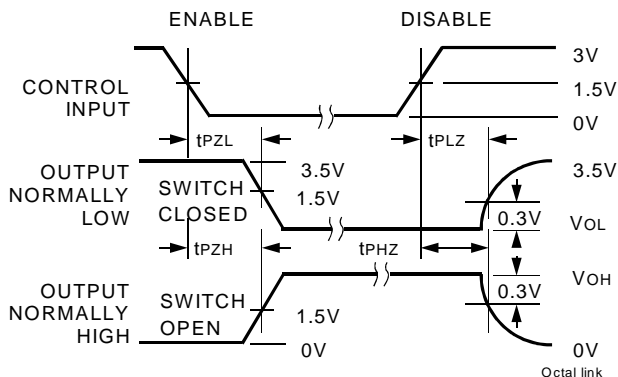 ENABLE DISABLE
CONTROL INPUT
3V
1.5V
0V
tPZL tPLZ
OUTPUT NORMALLY LOW
SWITCH CLOSED
3.5V
1.5V
3.5V
0.3V
VOL
tPZH tPHZ
OUTPUT NORMALLY HIGH
SWITCH OPEN
1.5V
0V
VOH
0.3V
0V
Octal link